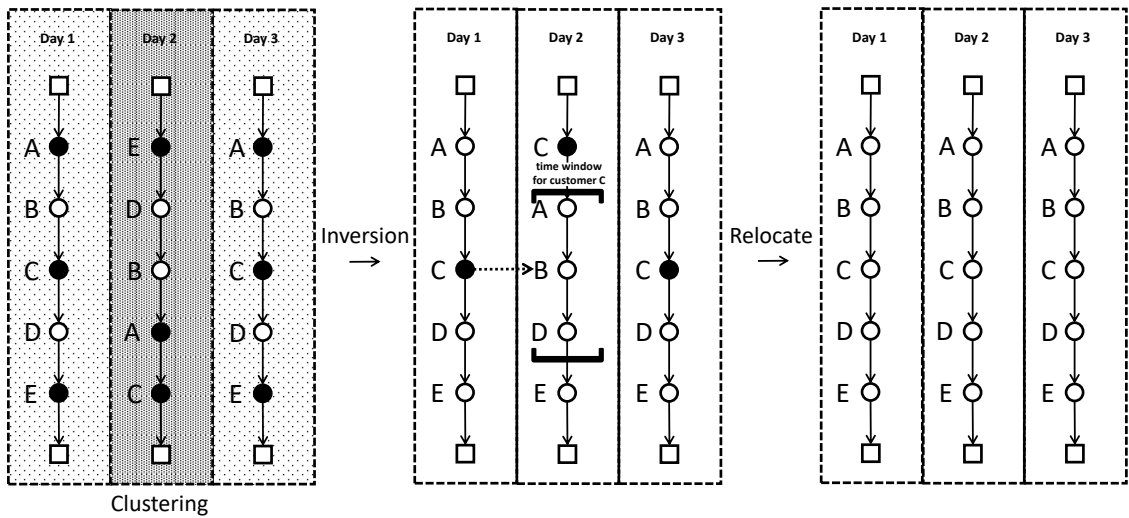 Day 1 Day 2 Day 3
A E A
B D B
C B C
D A D
E C E
Clustering
Inversion
Day 1 Day 2 Day 3
A C A
time window
for customer C
B A B
C B C
D D D
E E E
Relocate
Day 1 Day 2 Day 3
A A A
B B B
C C C
D D D
E E E